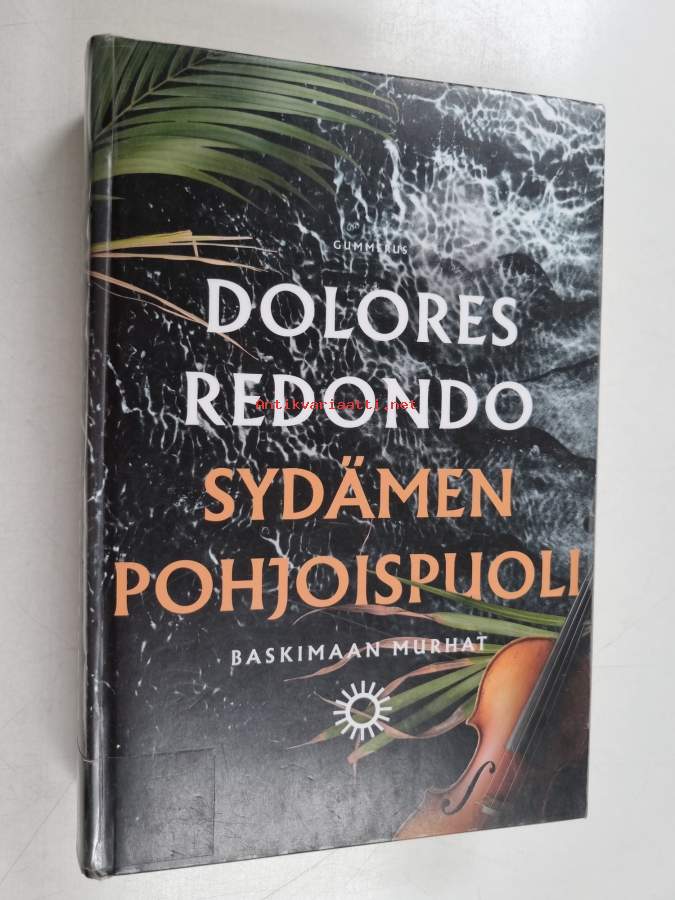 GUMMERUS
DOLORES
REDONDO
Antikvariaatti.net
SYDÄMEN
POHJOISPUOLI
BASKIMAAN MURHAT